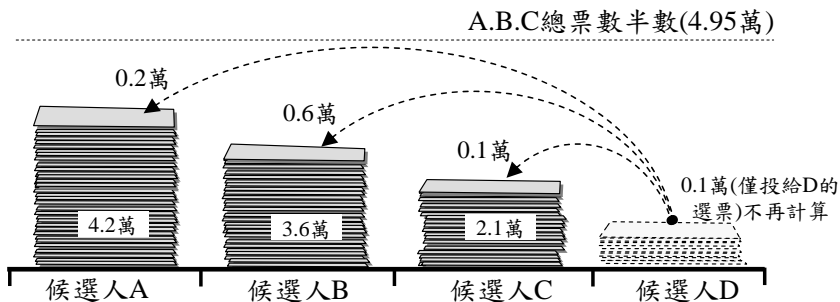 A.B.C總票數半數(4.95萬)
0.2萬
0.6萬
0.1萬
0.1萬(僅投給D的
選票)不再計算
4.2萬
3.6萬
2.1萬
候選人A
候選人B
候選人C
候選人D